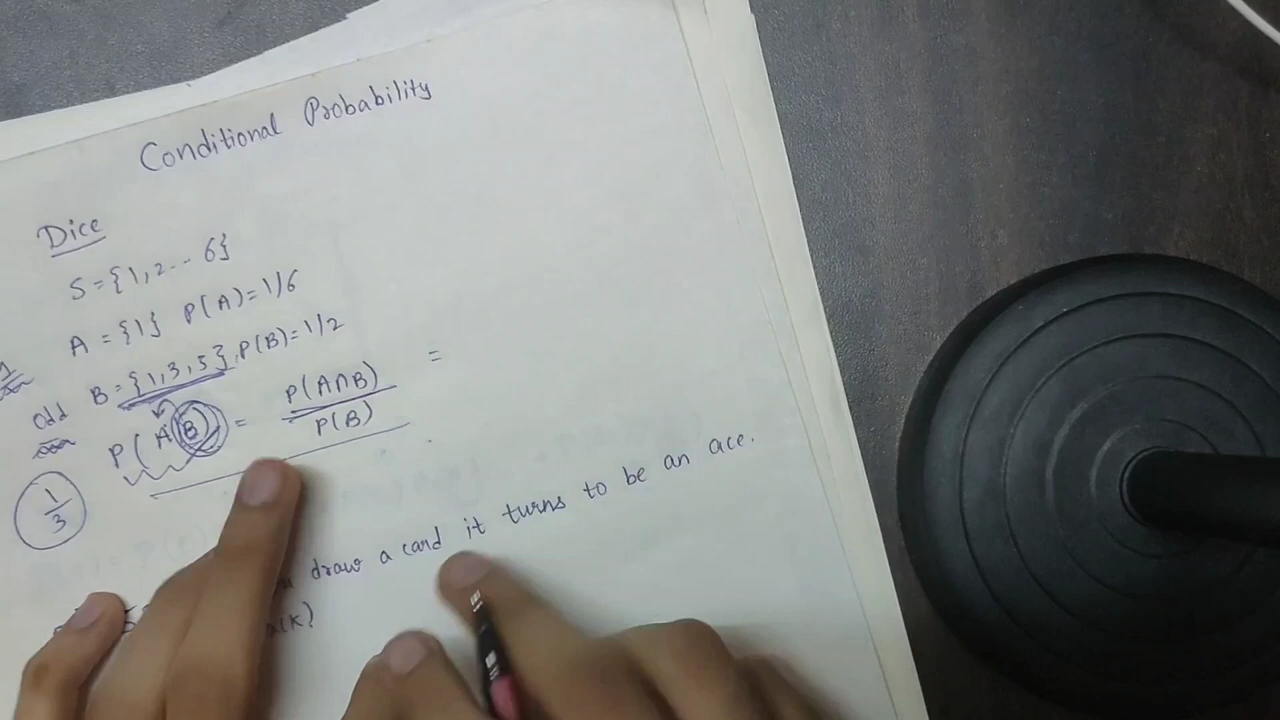 Conditional Probability
Dice
S = {1, 2 -- 6}
A = {1} P(A) = 1/6
Odd B = {1, 3, 5}, P(B) = 1/2
P(A|B) = P(A∩B)/P(B) =
1/3
draw a card it turns to be an ace.